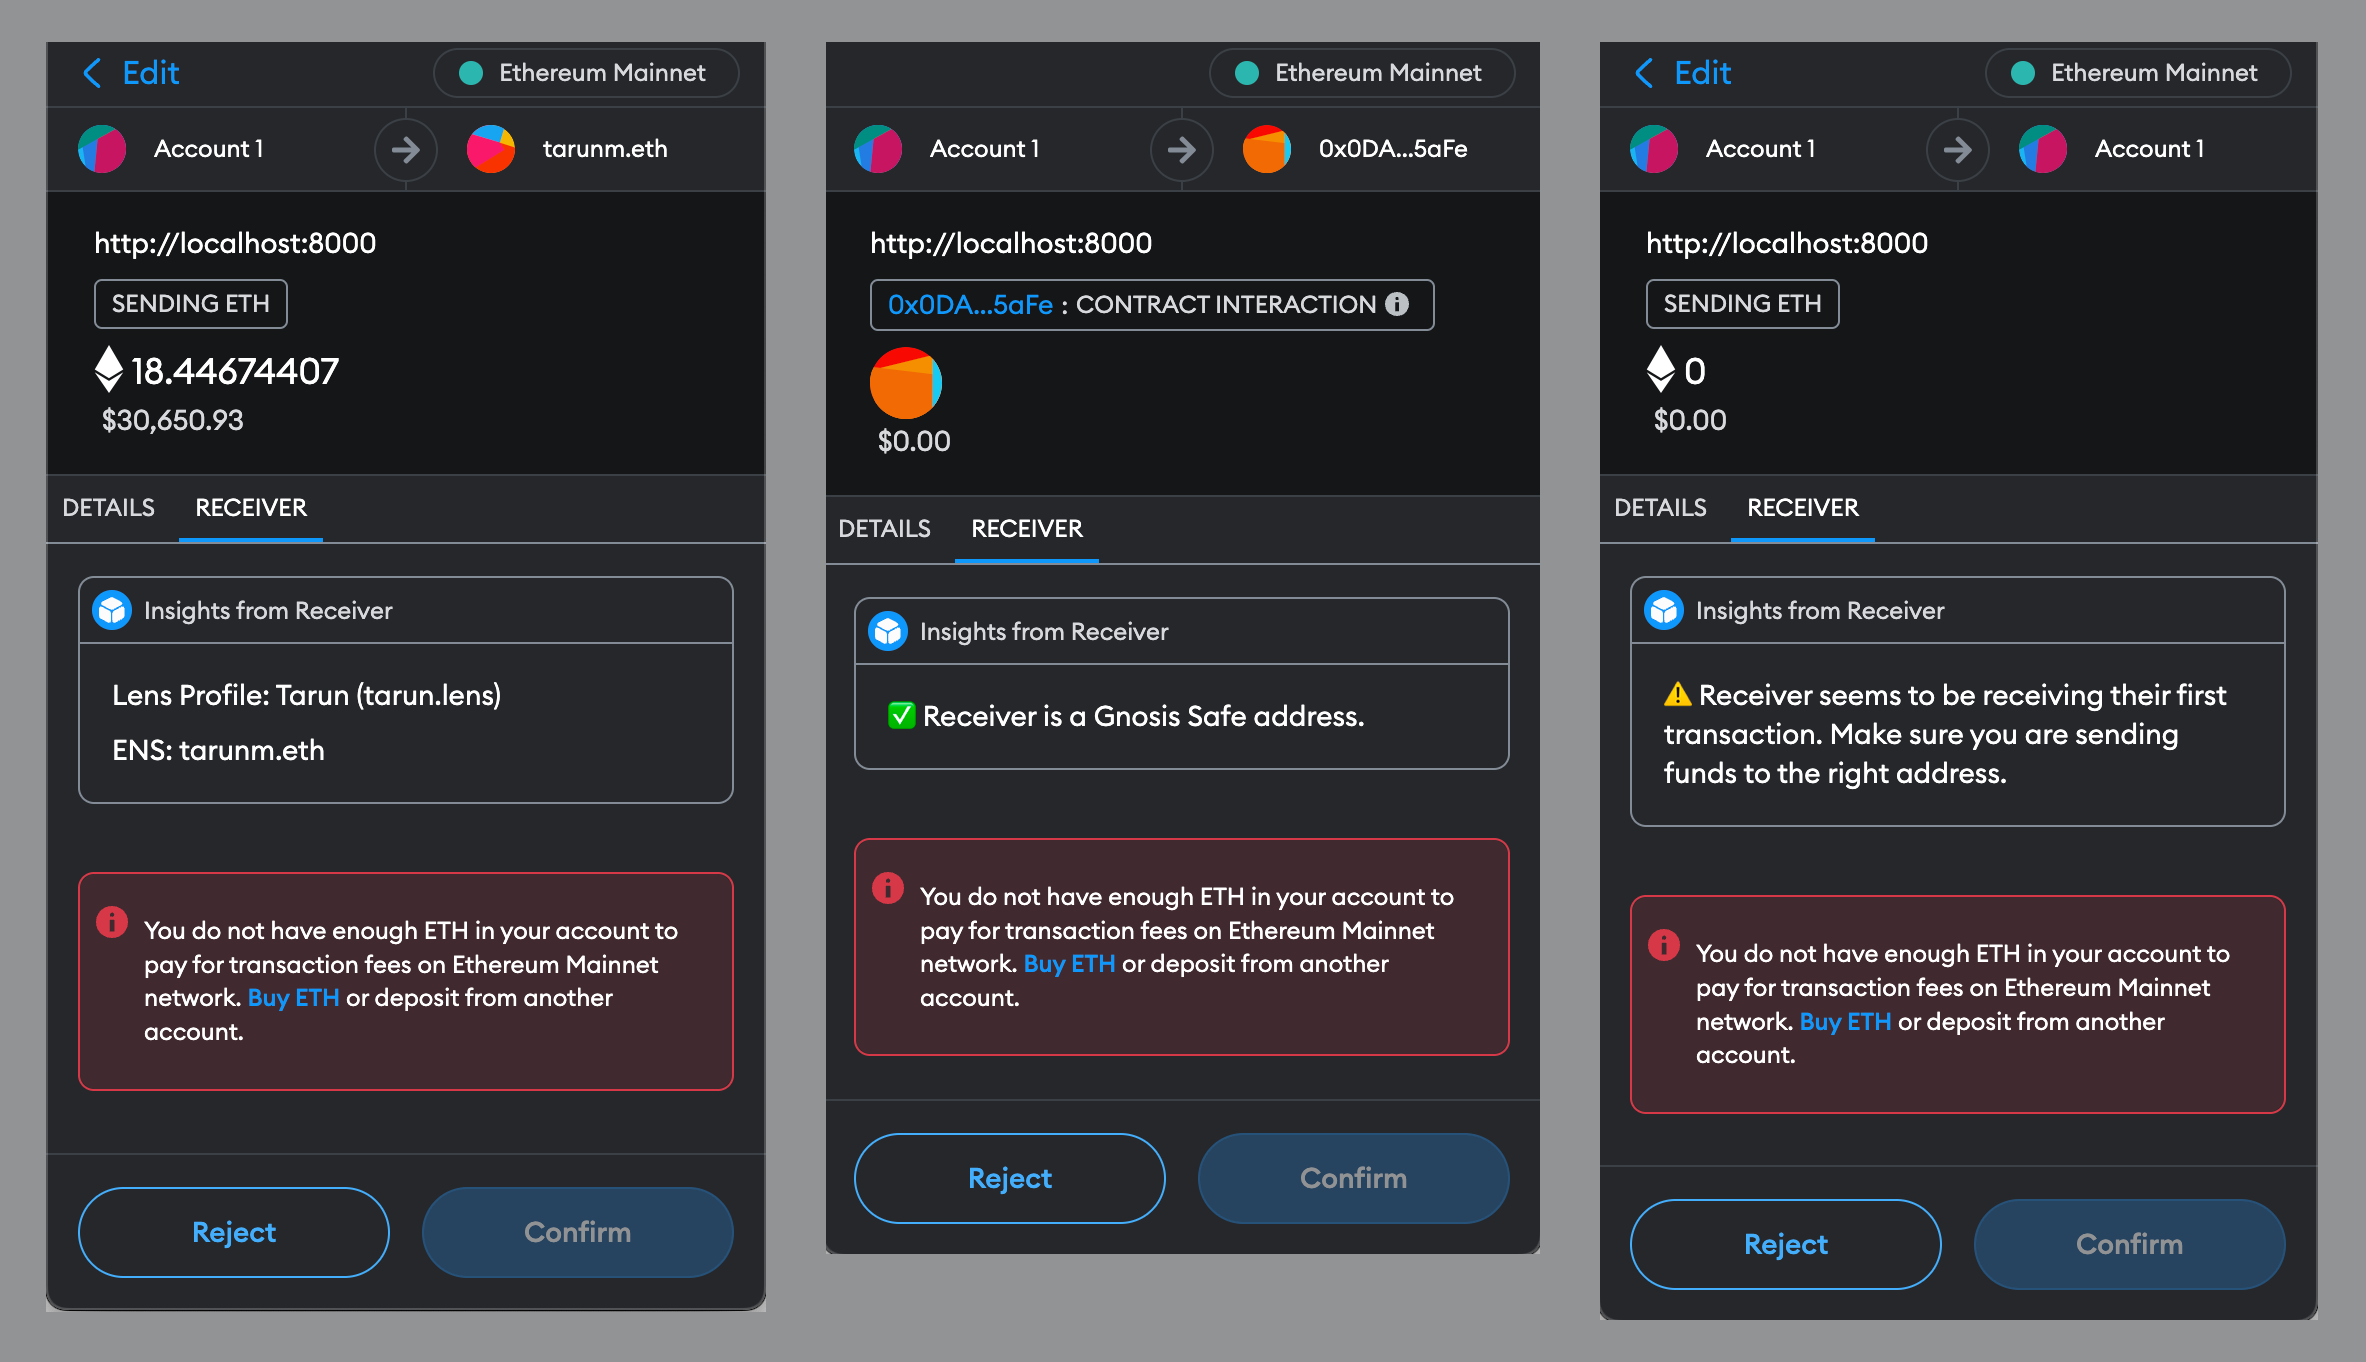 Edit
Ethereum Mainnet
Account 1
tarunm.eth
http://localhost:8000
SENDING ETH
18.44674407
$30,650.93
DETAILS
RECEIVER
Insights from Receiver
Lens Profile: Tarun (tarun.lens)
ENS: tarunm.eth
You do not have enough ETH in your account to
pay for transaction fees on Ethereum Mainnet
network. Buy ETH or deposit from another
account.
Reject
Confirm
Ethereum Mainnet
Account 1
0x0DA...5aFe
http://localhost:8000
0x0DA...5aFe : CONTRACT INTERACTION
$0.00
DETAILS
RECEIVER
Insights from Receiver
✅ Receiver is a Gnosis Safe address.
You do not have enough ETH in your account to
pay for transaction fees on Ethereum Mainnet
network. Buy ETH or deposit from another
account.
Reject
Confirm
Edit
Ethereum Mainnet
Account 1
Account 1
http://localhost:8000
SENDING ETH
0
$0.00
DETAILS
RECEIVER
Insights from Receiver
⚠️ Receiver seems to be receiving their first
transaction. Make sure you are sending
funds to the right address.
You do not have enough ETH in your account to
pay for transaction fees on Ethereum Mainnet
network. Buy ETH or deposit from another
account.
Reject
Confirm